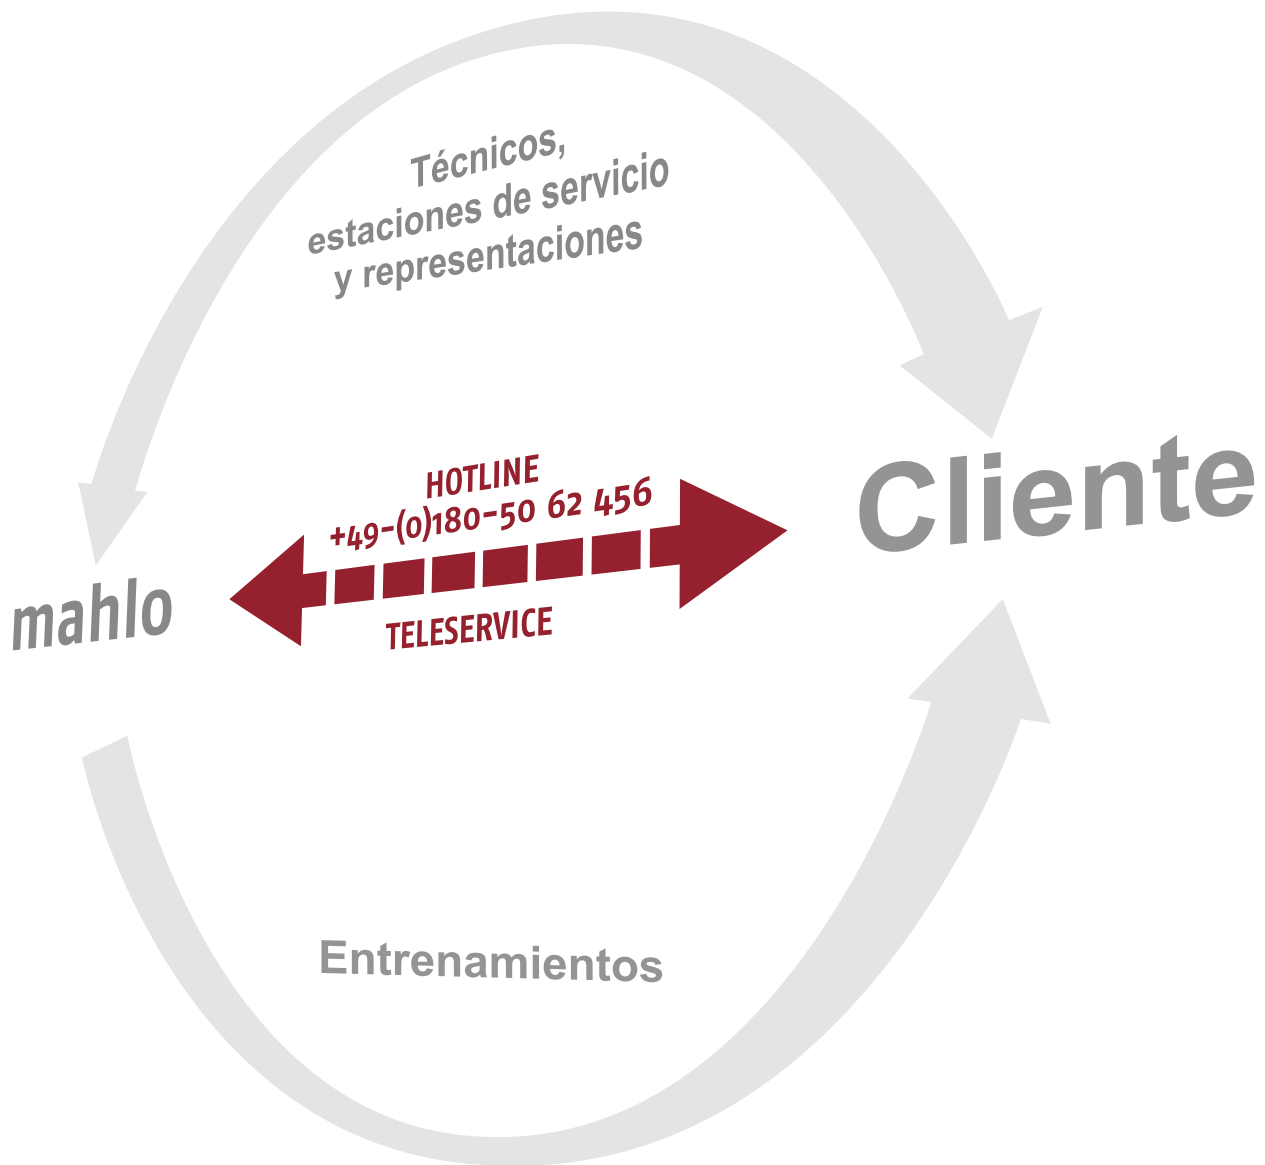 Técnicos,
estaciones de servicio
y representaciones
HOTLINE
+49-(0)180-50 62 456
Cliente
mahlo
TELESERVICE
Entrenamientos